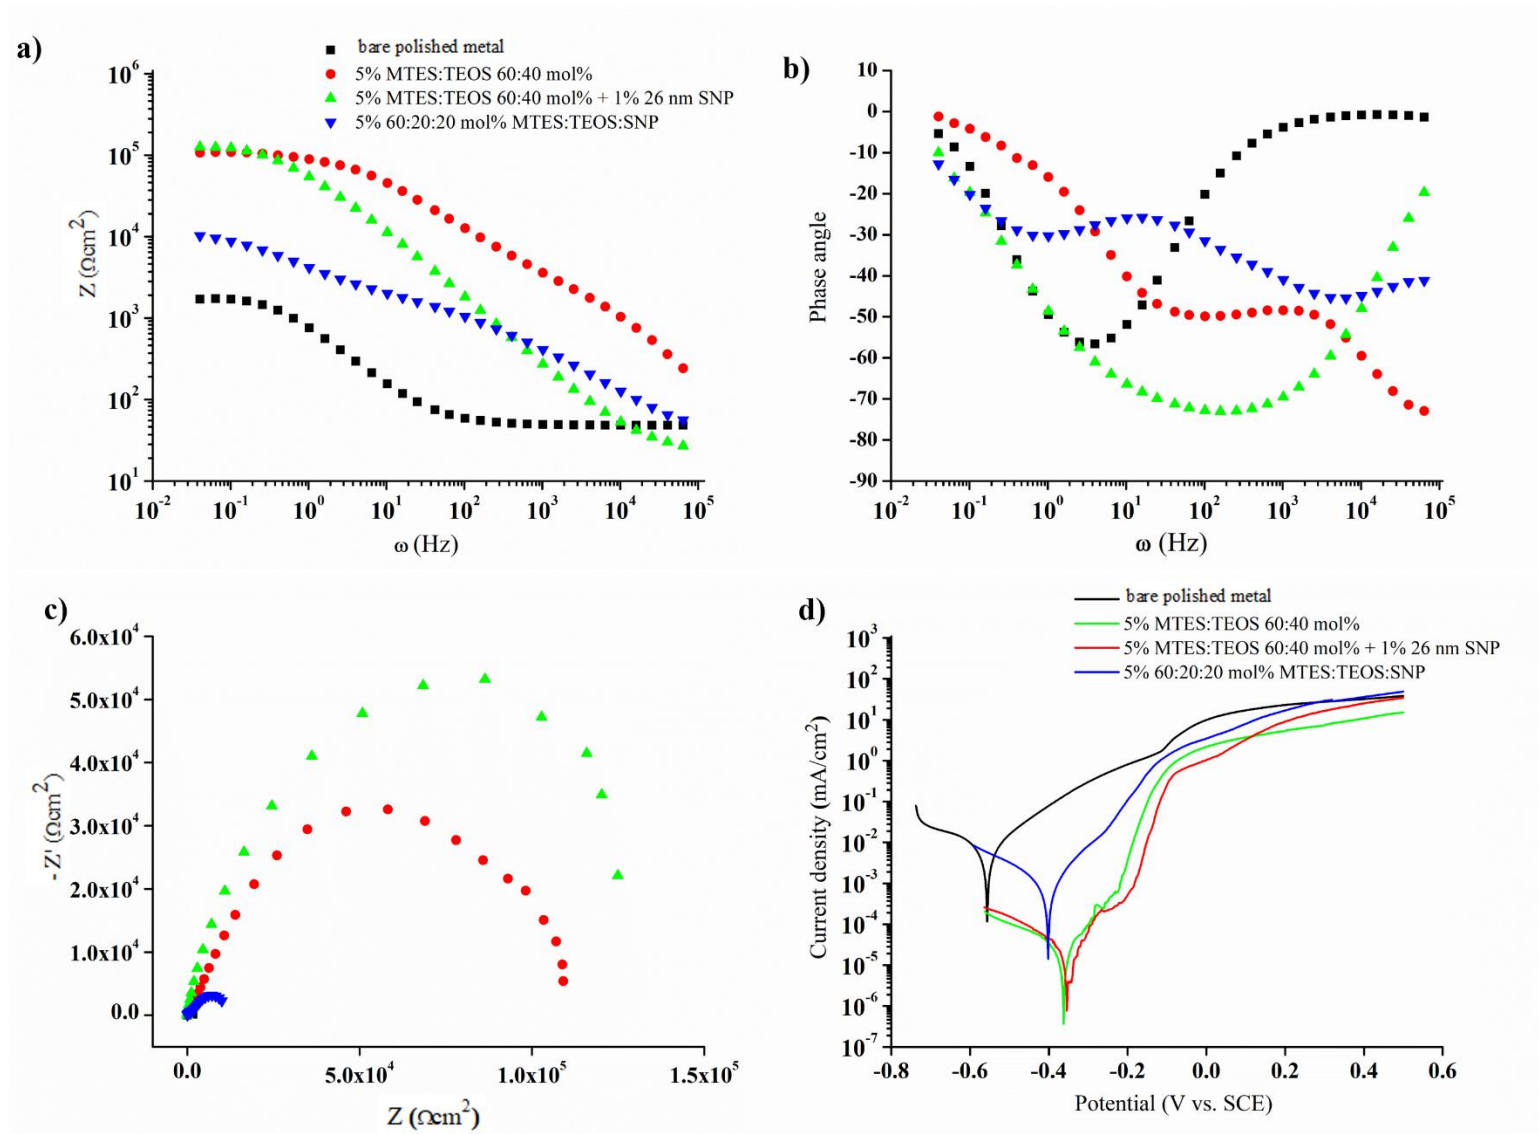 a)
bare polished metal
5% MTES:TEOS 60:40 mol%
5% MTES:TEOS 60:40 mol% + 1% 26 nm SNP
5% 60:20:20 mol% MTES:TEOS:SNP
10^6
10^5
10^4
10^3
10^2
10^1
Z (Ωcm^2)
10^-2 10^-1 10^0 10^1 10^2 10^3 10^4 10^5
ω (Hz)
b)
10
0
-10
-20
-30
-40
-50
-60
-70
-80
-90
Phase angle
10^-2 10^-1 10^0 10^1 10^2 10^3 10^4 10^5
ω (Hz)
c)
6.0x10^4
5.0x10^4
4.0x10^4
3.0x10^4
2.0x10^4
1.0x10^4
0.0
-Z' (Ωcm^2)
0.0 5.0x10^4 1.0x10^5 1.5x10^5
Z (Ωcm^2)
d)
bare polished metal
5% MTES:TEOS 60:40 mol%
5% MTES:TEOS 60:40 mol% + 1% 26 nm SNP
5% 60:20:20 mol% MTES:TEOS:SNP
10^3
10^2
10^1
10^0
10^-1
10^-2
10^-3
10^-4
10^-5
10^-6
10^-7
Current density (mA/cm^2)
-0.8 -0.6 -0.4 -0.2 0.0 0.2 0.4 0.6
Potential (V vs. SCE)